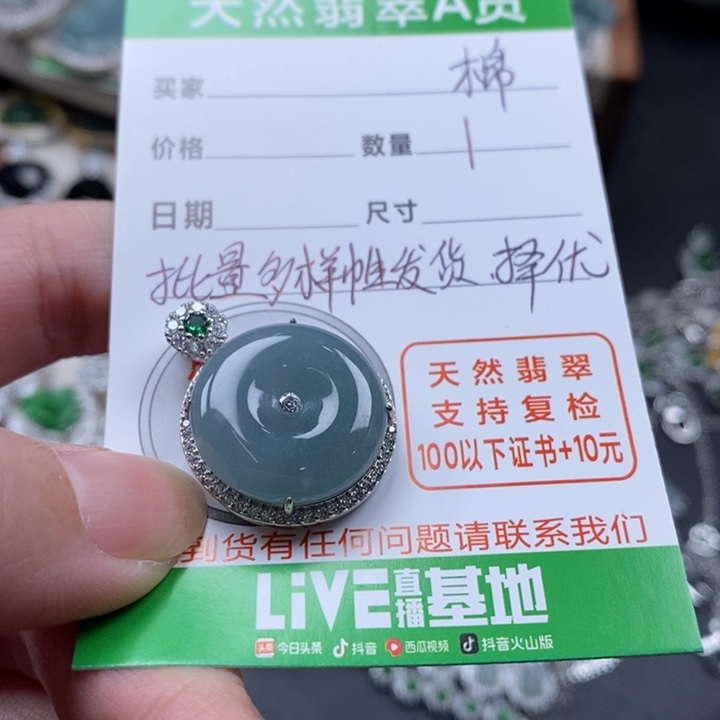 天然翡翠A货
买家 棉
价格 数量 1
日期 尺寸
批量多样性发货 择优
天然翡翠
支持复检
100以下证书+10元
到货有任何问题请联系我们
LiVE直播基地
头条 今日头条 抖音 西瓜视频 抖音火山版